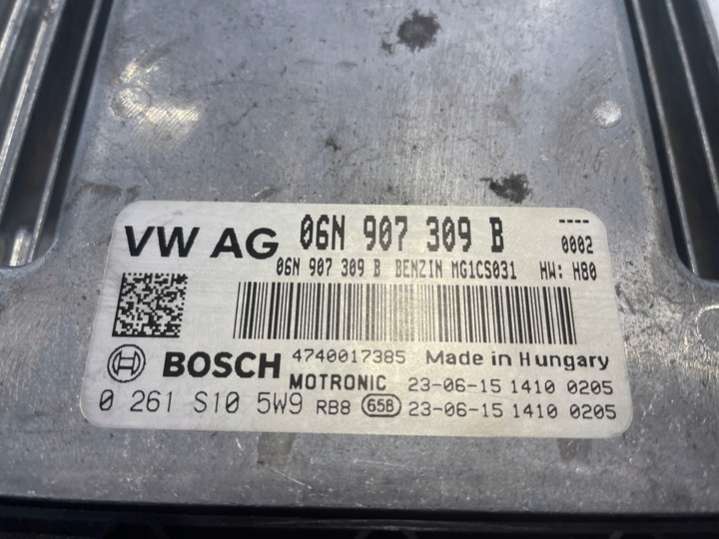 VW AG 06N 907 309 B ----
0002
06N 907 309 B BENZIN MG1CS031 HW: H80
BOSCH 4740017385 Made in Hungary
MOTRONIC 23-06-15 1410 0205
0 261 S10 5W9 RB8 65B 23-06-15 1410 0205